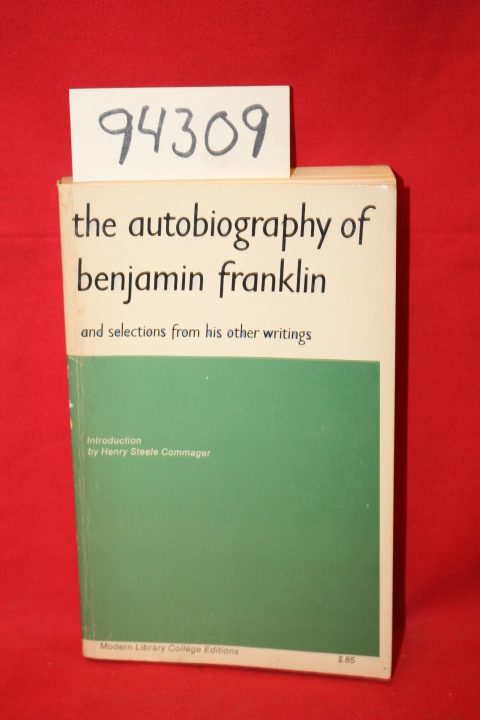 94309
the autobiography of
benjamin franklin
and selections from his other writings
Introduction
by Henry Steele Commager
Modern Library College Editions
$.85